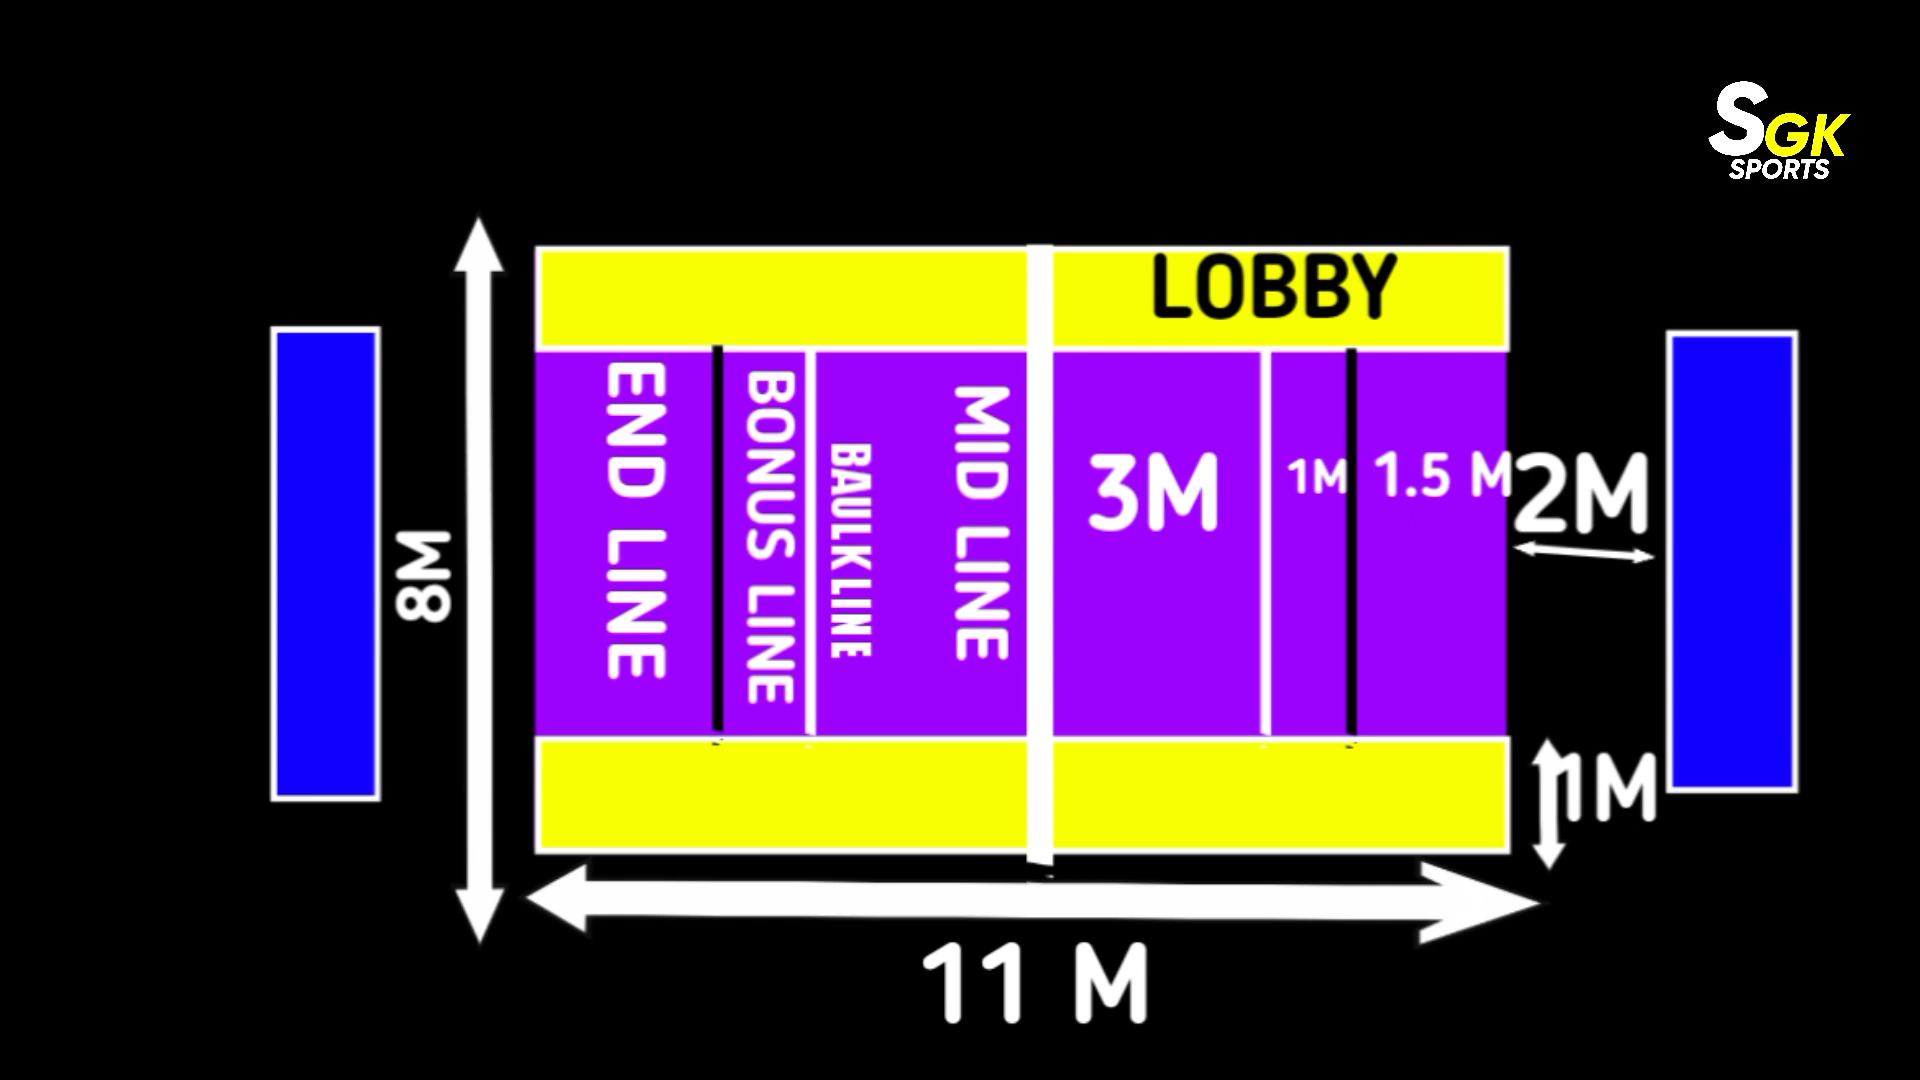 SGK
SPORTS
LOBBY
END LINE
BONUS LINE
BAULK LINE
MID LINE
3M
1M
1.5 M
2M
8M
1M
11 M